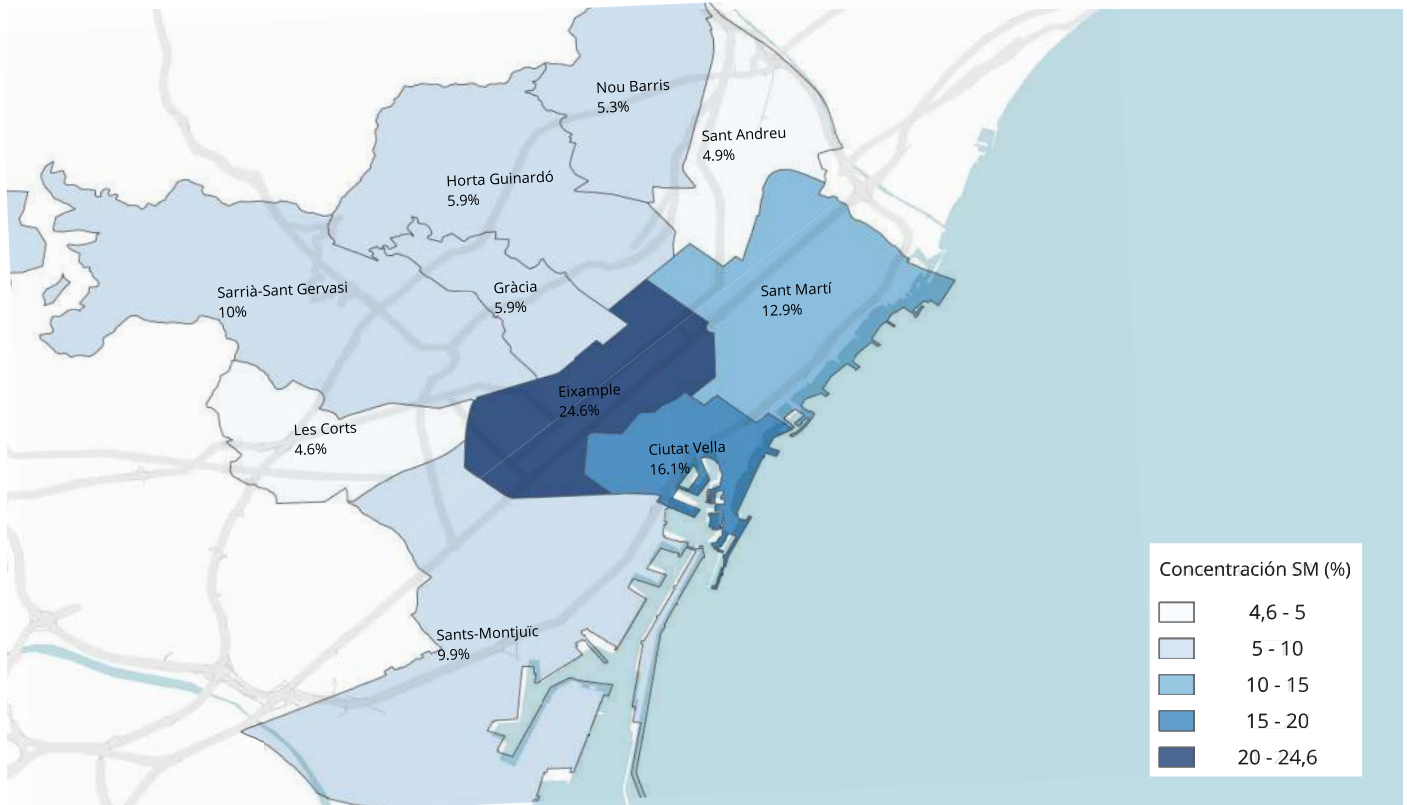 Nou Barris
5.3%
Sant Andreu
4.9%
Horta Guinardó
5.9%
Sarrià-Sant Gervasi
10%
Gràcia
5.9%
Sant Martí
12.9%
Eixample
24.6%
Les Corts
4.6%
Ciutat Vella
16.1%
Sants-Montjuïc
9.9%
Concentración SM (%)
4,6 - 5
5 - 10
10 - 15
15 - 20
20 - 24,6